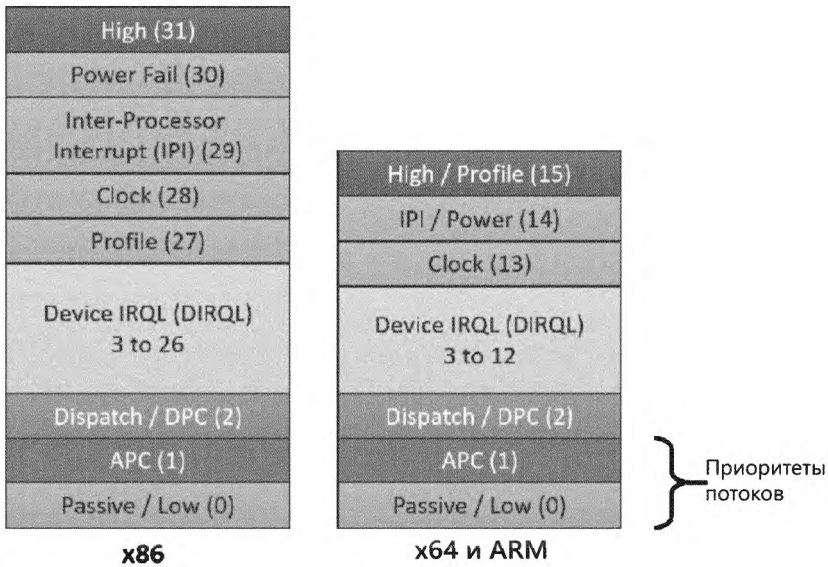 High (31)
Power Fail (30)
Inter-Processor
Interrupt (IPI) (29)
Clock (28)
Profile (27)
Device IRQL (DIRQL)
3 to 26
Dispatch / DPC (2)
APC (1)
Passive / Low (0)
x86
High / Profile (15)
IPI / Power (14)
Clock (13)
Device IRQL (DIRQL)
3 to 12
Dispatch / DPC (2)
APC (1)
Passive / Low (0)
x64 и ARM
Приоритеты
потоков